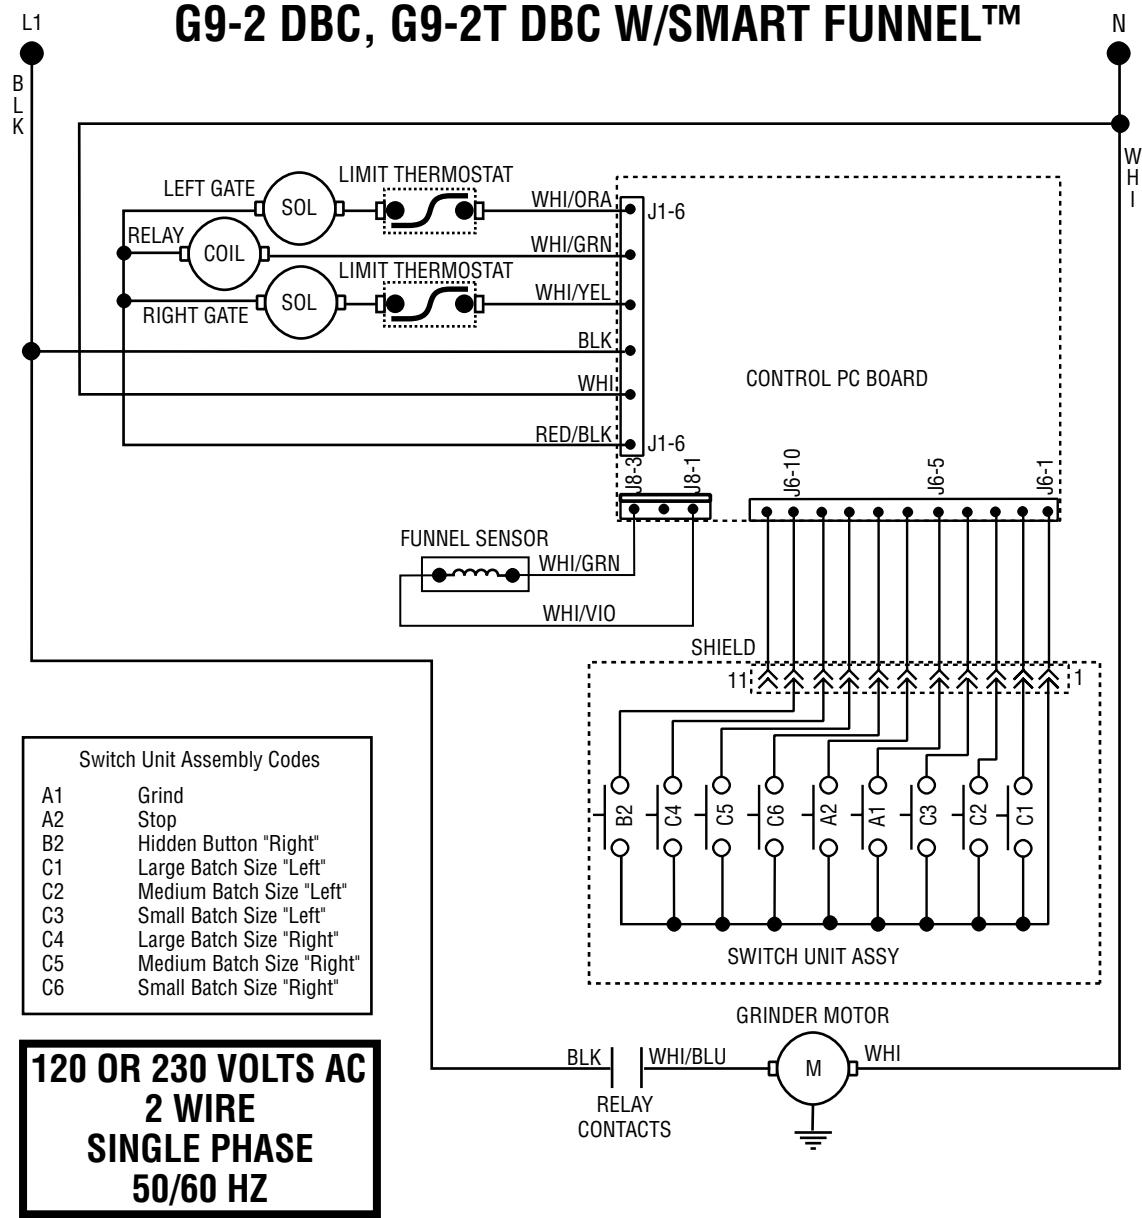 G9-2 DBC, G9-2T DBC W/SMART FUNNEL™
L1
N
BLK
WHI
LEFT GATE
SOL
LIMIT THERMOSTAT
WHI/ORA
J1-6
RELAY
COIL
WHI/GRN
LIMIT THERMOSTAT
RIGHT GATE
SOL
WHI/YEL
BLK
WHI
CONTROL PC BOARD
RED/BLK
J1-6
J8-3
J8-1
J6-10
J6-5
J6-1
FUNNEL SENSOR
WHI/GRN
WHI/VIO
SHIELD
11
1
B2
C4
C5
C6
A2
A1
C3
C2
C1
SWITCH UNIT ASSY
Switch Unit Assembly Codes
A1 Grind
A2 Stop
B2 Hidden Button "Right"
C1 Large Batch Size "Left"
C2 Medium Batch Size "Left"
C3 Small Batch Size "Left"
C4 Large Batch Size "Right"
C5 Medium Batch Size "Right"
C6 Small Batch Size "Right"
GRINDER MOTOR
BLK
WHI/BLU
M
WHI
RELAY
CONTACTS
120 OR 230 VOLTS AC
2 WIRE
SINGLE PHASE
50/60 HZ